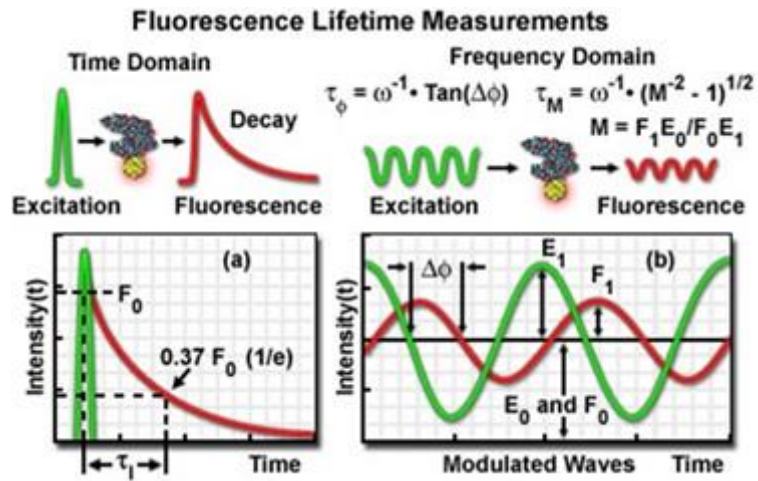 Fluorescence Lifetime Measurements
Time Domain
Decay
Excitation
Fluorescence
Frequency Domain
τϕ = ω⁻¹ • Tan(Δϕ)
τM = ω⁻¹ • (M⁻² - 1)¹/²
M = F₁E₀/F₀E₁
Excitation
Fluorescence
(a)
Intensity(t)
F₀
0.37 F₀ (1/e)
τl
Time
(b)
Intensity(t)
Δϕ
E₁
F₁
E₀ and F₀
Modulated Waves
Time